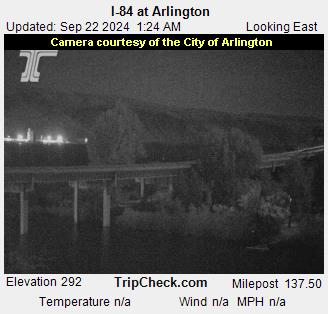 I-84 at Arlington
Updated: Sep 22 2024 1:24 AM Looking East
Camera courtesy of the City of Arlington
Elevation 292 TripCheck.com Milepost 137.50
Temperature n/a Wind n/a MPH n/a